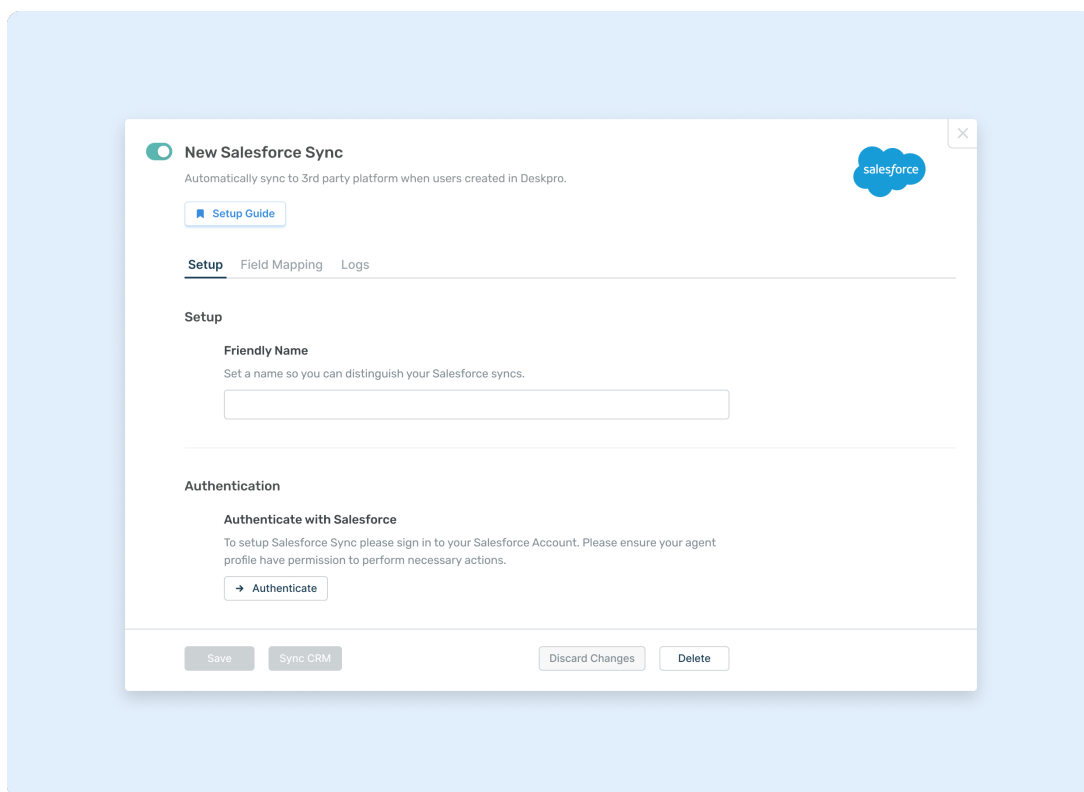 New Salesforce Sync
salesforce
Automatically sync to 3rd party platform when users created in Deskpro.
Setup Guide
Setup Field Mapping Logs
Setup
Friendly Name
Set a name so you can distinguish your Salesforce syncs.
Authentication
Authenticate with Salesforce
To setup Salesforce Sync please sign in to your Salesforce Account. Please ensure your agent
profile have permission to perform necessary actions.
Authenticate
Save Sync CRM Discard Changes Delete